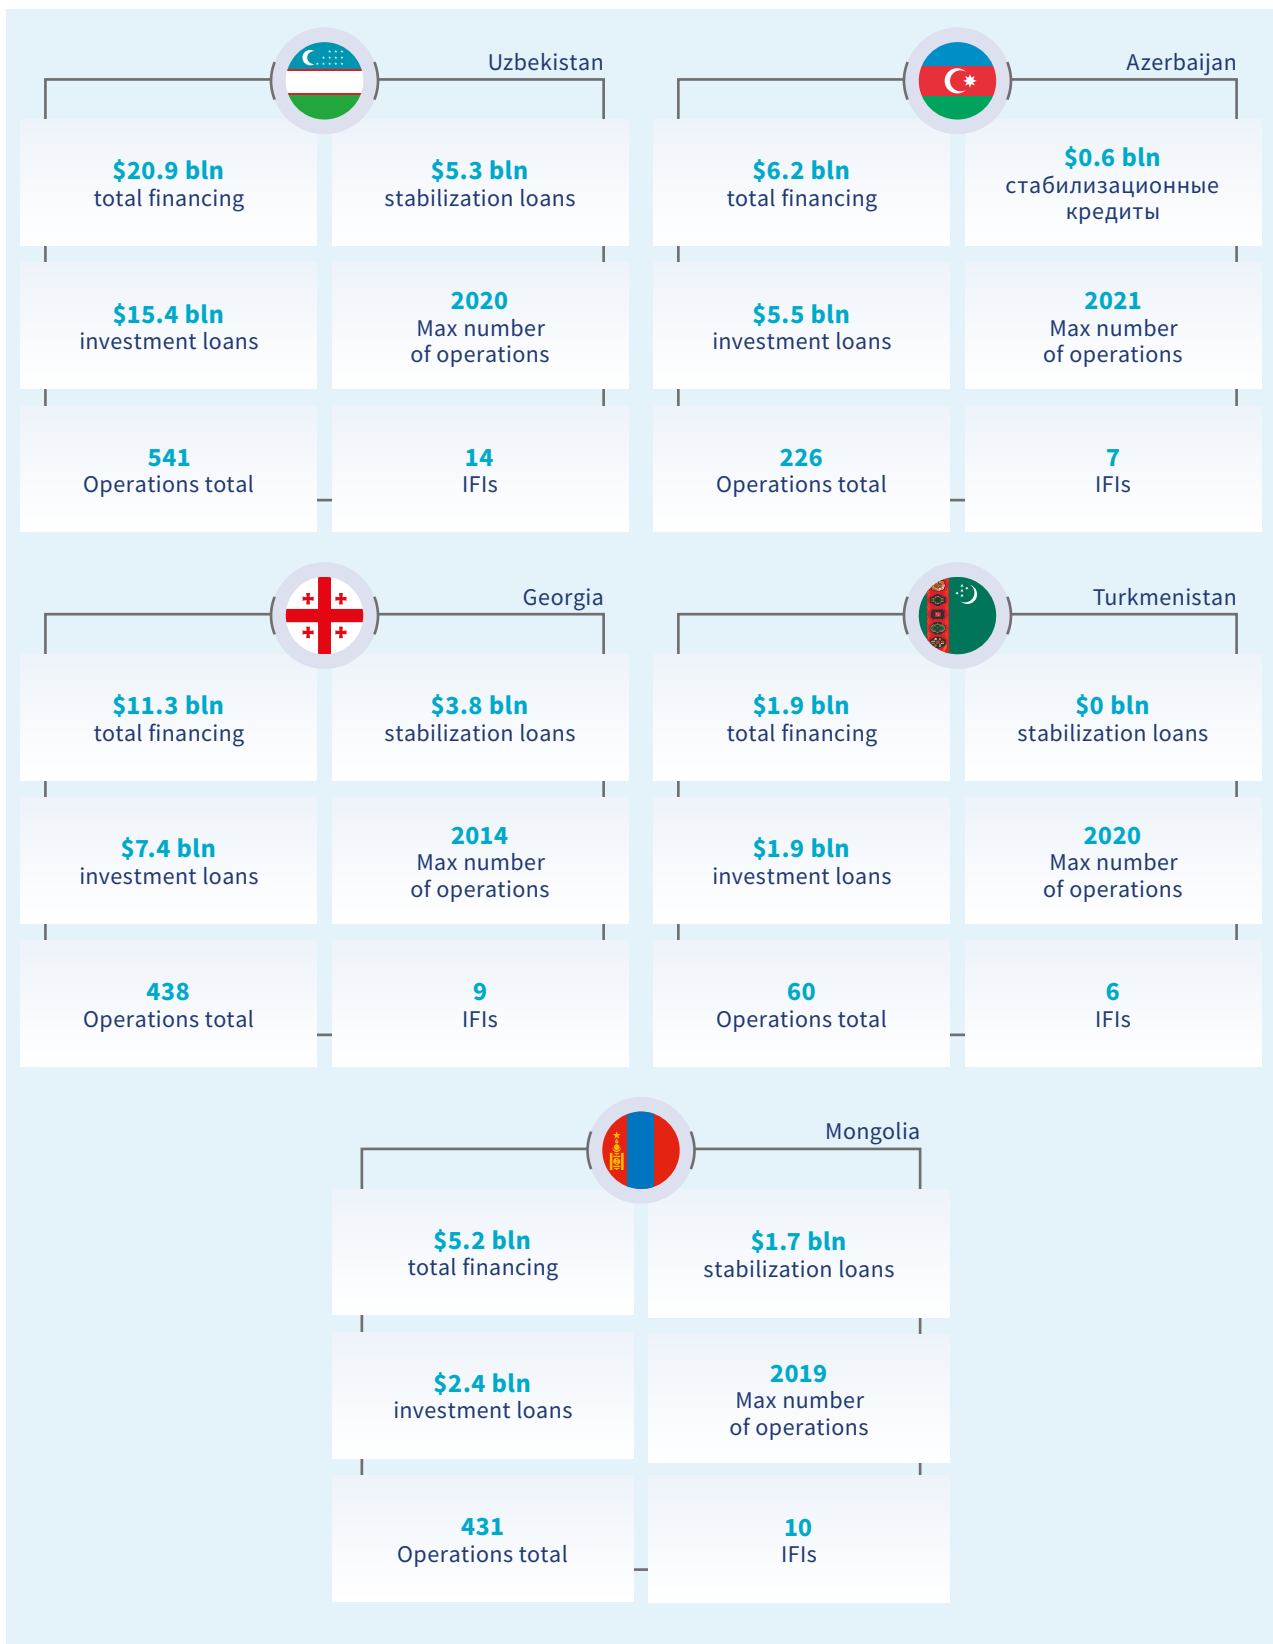 Uzbekistan
$20.9 bln
total financing
$5.3 bln
stabilization loans
$15.4 bln
investment loans
2020
Max number
of operations
541
Operations total
14
IFIs
Azerbaijan
$6.2 bln
total financing
$0.6 bln
стабилизационные
кредиты
$5.5 bln
investment loans
2021
Max number
of operations
226
Operations total
7
IFIs
Georgia
$11.3 bln
total financing
$3.8 bln
stabilization loans
$7.4 bln
investment loans
2014
Max number
of operations
438
Operations total
9
IFIs
Turkmenistan
$1.9 bln
total financing
$0 bln
stabilization loans
$1.9 bln
investment loans
2020
Max number
of operations
60
Operations total
6
IFIs
Mongolia
$5.2 bln
total financing
$1.7 bln
stabilization loans
$2.4 bln
investment loans
2019
Max number
of operations
431
Operations total
10
IFIs